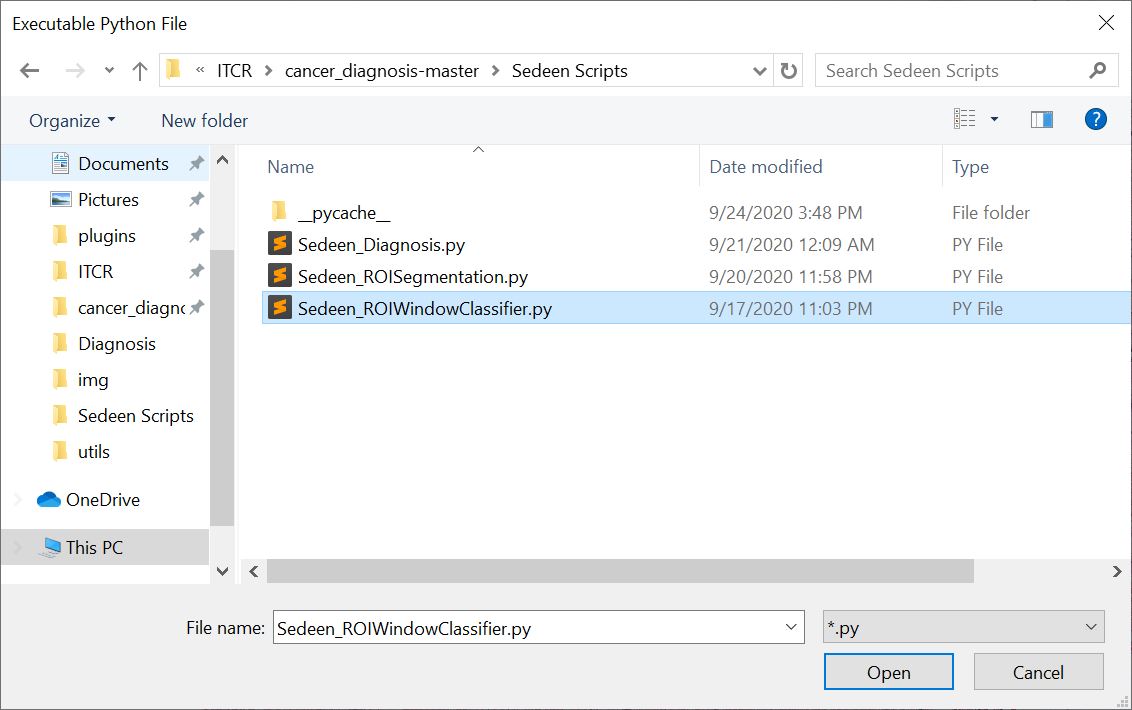 Executable Python File
« ITCR > cancer_diagnosis-master > Sedeen Scripts
Search Sedeen Scripts
Organize
New folder
?
Documents
Pictures
plugins
ITCR
cancer_diagno
Diagnosis
img
Sedeen Scripts
utils
OneDrive
This PC
Name Date modified Type
__pycache__ 9/24/2020 3:48 PM File folder
Sedeen_Diagnosis.py 9/21/2020 12:09 AM PY File
Sedeen_ROISegmentation.py 9/20/2020 11:58 PM PY File
Sedeen_ROIWindowClassifier.py 9/17/2020 11:03 PM PY File
File name: Sedeen_ROIWindowClassifier.py *.py
Open Cancel